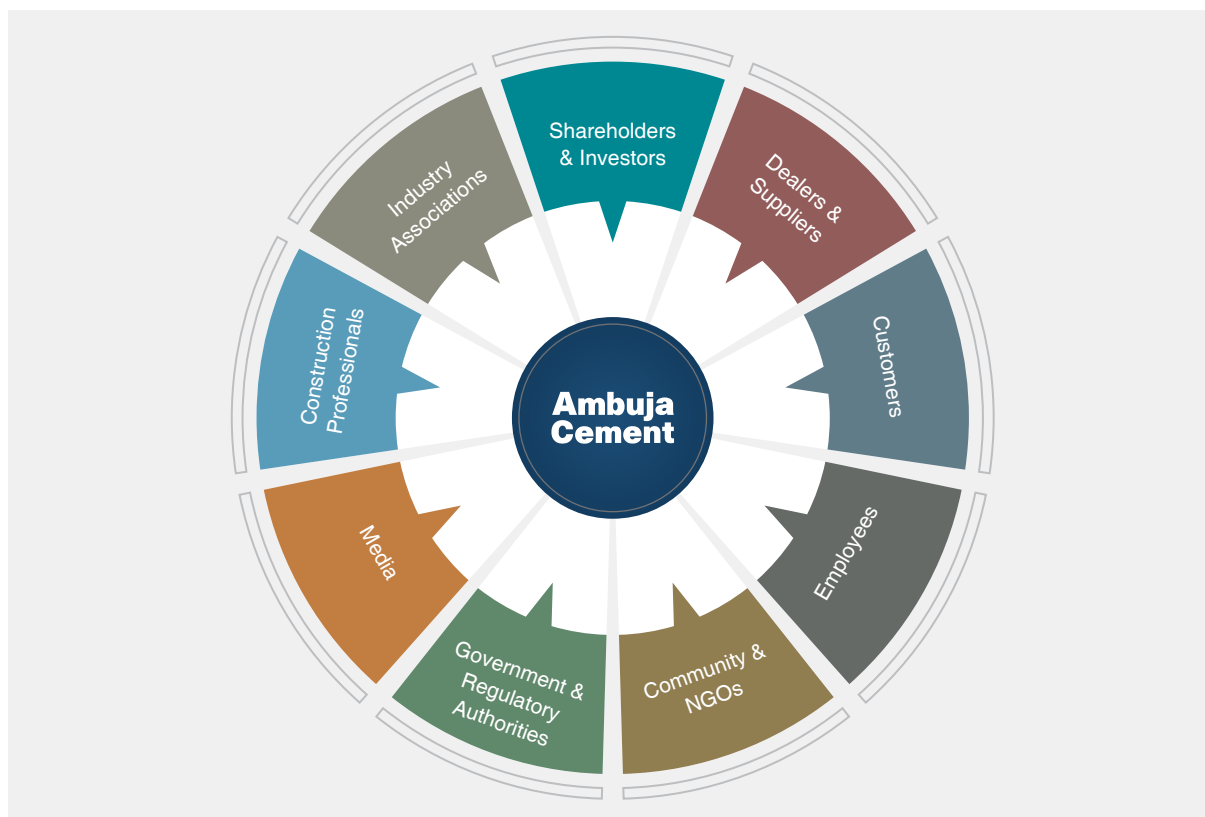 Shareholders
& Investors
Dealers &
Suppliers
Customers
Employees
Community &
NGOs
Government &
Regulatory
Authorities
Media
Construction
Professionals
Industry
Associations
Ambuja
Cement